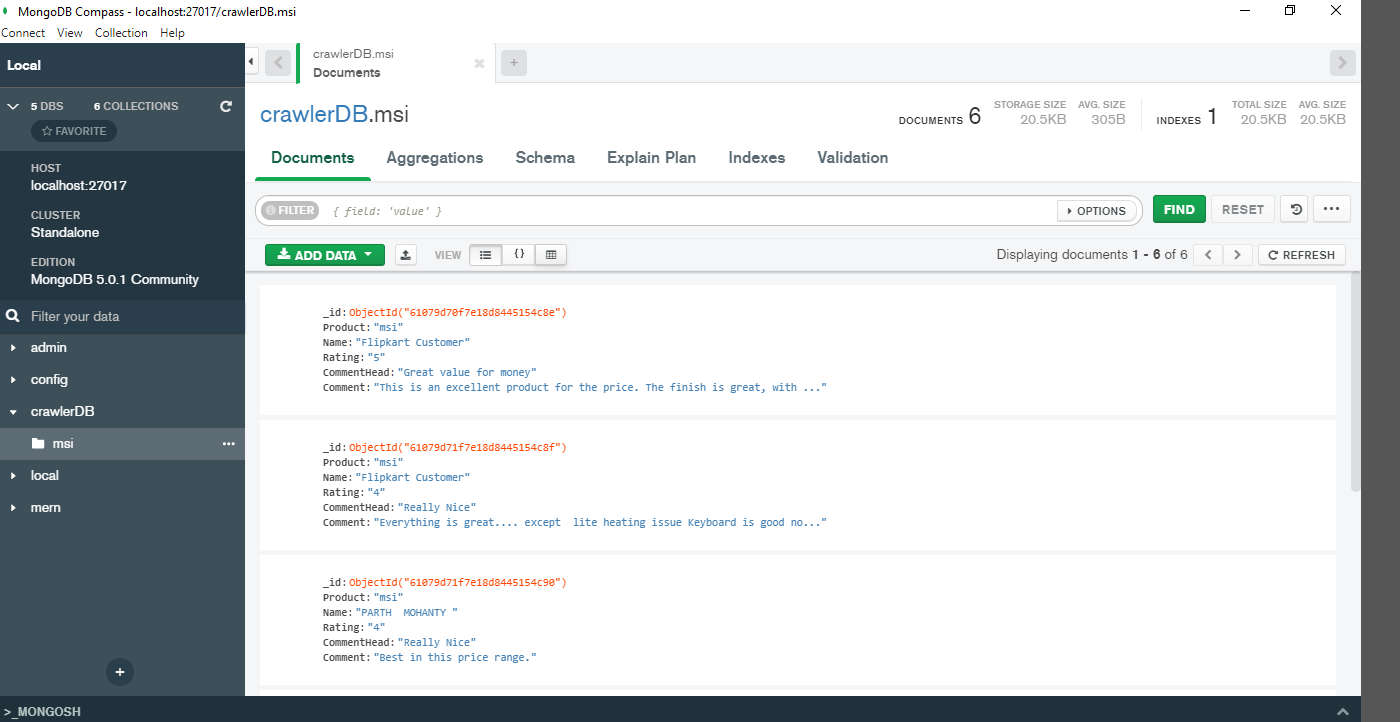 MongoDB Compass - localhost:27017/crawlerDB.msi
Connect View Collection Help
Local
5 DBS 6 COLLECTIONS
FAVORITE
HOST
localhost:27017
CLUSTER
Standalone
EDITION
MongoDB 5.0.1 Community
Filter your data
admin
config
crawlerDB
msi
local
mern
>_MONGOSH
crawlerDB.msi
Documents
crawlerDB.msi
DOCUMENTS 6 STORAGE SIZE 20.5KB AVG. SIZE 305B INDEXES 1 TOTAL SIZE 20.5KB AVG. SIZE 20.5KB
Documents Aggregations Schema Explain Plan Indexes Validation
FILTER { field: 'value' } OPTIONS FIND RESET
ADD DATA VIEW {} Displaying documents 1 - 6 of 6 REFRESH
_id: ObjectId("61079d70f7e18d8445154c8e")
Product: "msi"
Name: "Flipkart Customer"
Rating: "5"
CommentHead: "Great value for money"
Comment: "This is an excellent product for the price. The finish is great, with ..."
_id: ObjectId("61079d71f7e18d8445154c8f")
Product: "msi"
Name: "Flipkart Customer"
Rating: "4"
CommentHead: "Really Nice"
Comment: "Everything is great.... except  lite heating issue Keyboard is good no..."
_id: ObjectId("61079d71f7e18d8445154c90")
Product: "msi"
Name: "PARTH  MOHANTY "
Rating: "4"
CommentHead: "Really Nice"
Comment: "Best in this price range."